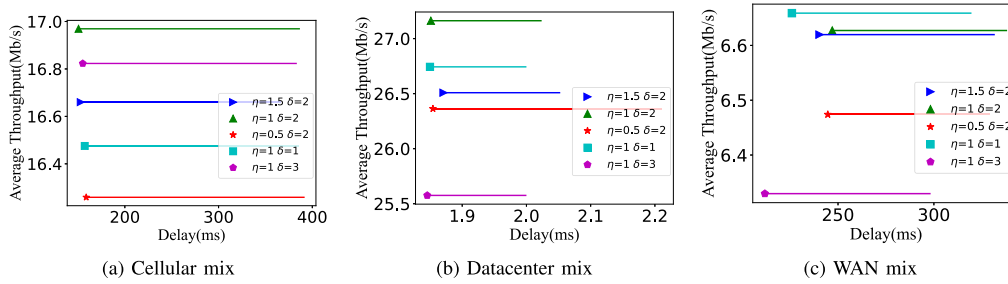 Average Throughput(Mb/s)
17.0
16.8
16.6
16.4
η=1.5 δ=2
η=1 δ=2
η=0.5 δ=2
η=1 δ=1
η=1 δ=3
200 300 400
Delay(ms)
(a) Cellular mix
Average Throughput(Mb/s)
27.0
26.5
26.0
25.5
η=1.5 δ=2
η=1 δ=2
η=0.5 δ=2
η=1 δ=1
η=1 δ=3
1.9 2.0 2.1 2.2
Delay(ms)
(b) Datacenter mix
Average Throughput(Mb/s)
6.6
6.5
6.4
η=1.5 δ=2
η=1 δ=2
η=0.5 δ=2
η=1 δ=1
η=1 δ=3
250 300
Delay(ms)
(c) WAN mix